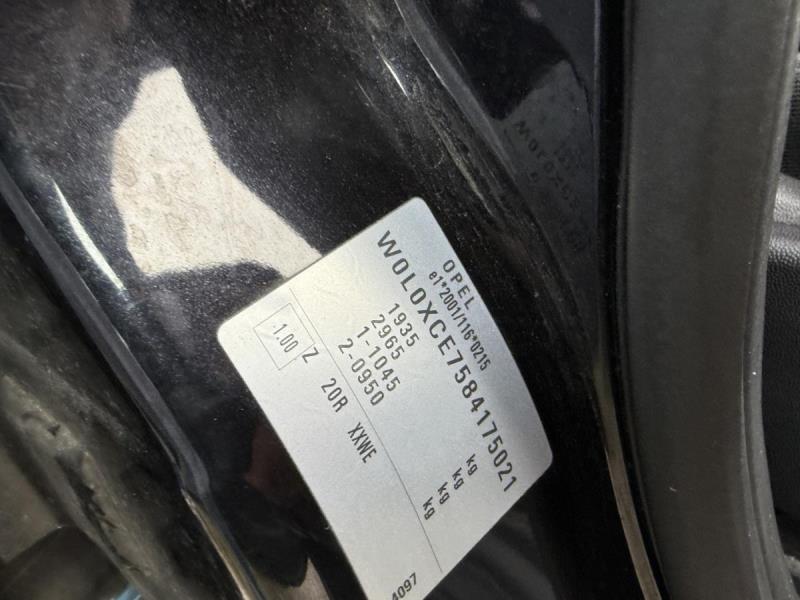 OPEL
e1*2001/116*0215
W0L0XCE7584175021
1935 kg
2965 kg
1-1045 kg
2-0950 kg
1.00 Z 20R XXWE
4097